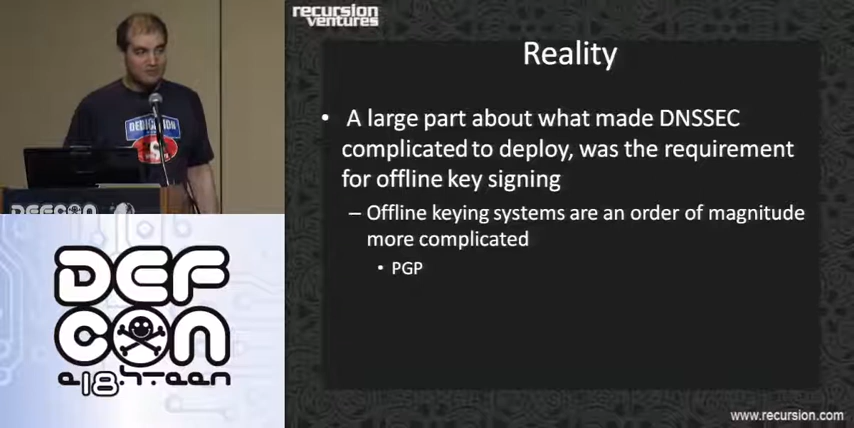 recursion
ventures
Reality
• A large part about what made DNSSEC
complicated to deploy, was the requirement
for offline key signing
– Offline keying systems are an order of magnitude
more complicated
• PGP
www.recursion.com
DEFCON
DEF
CON